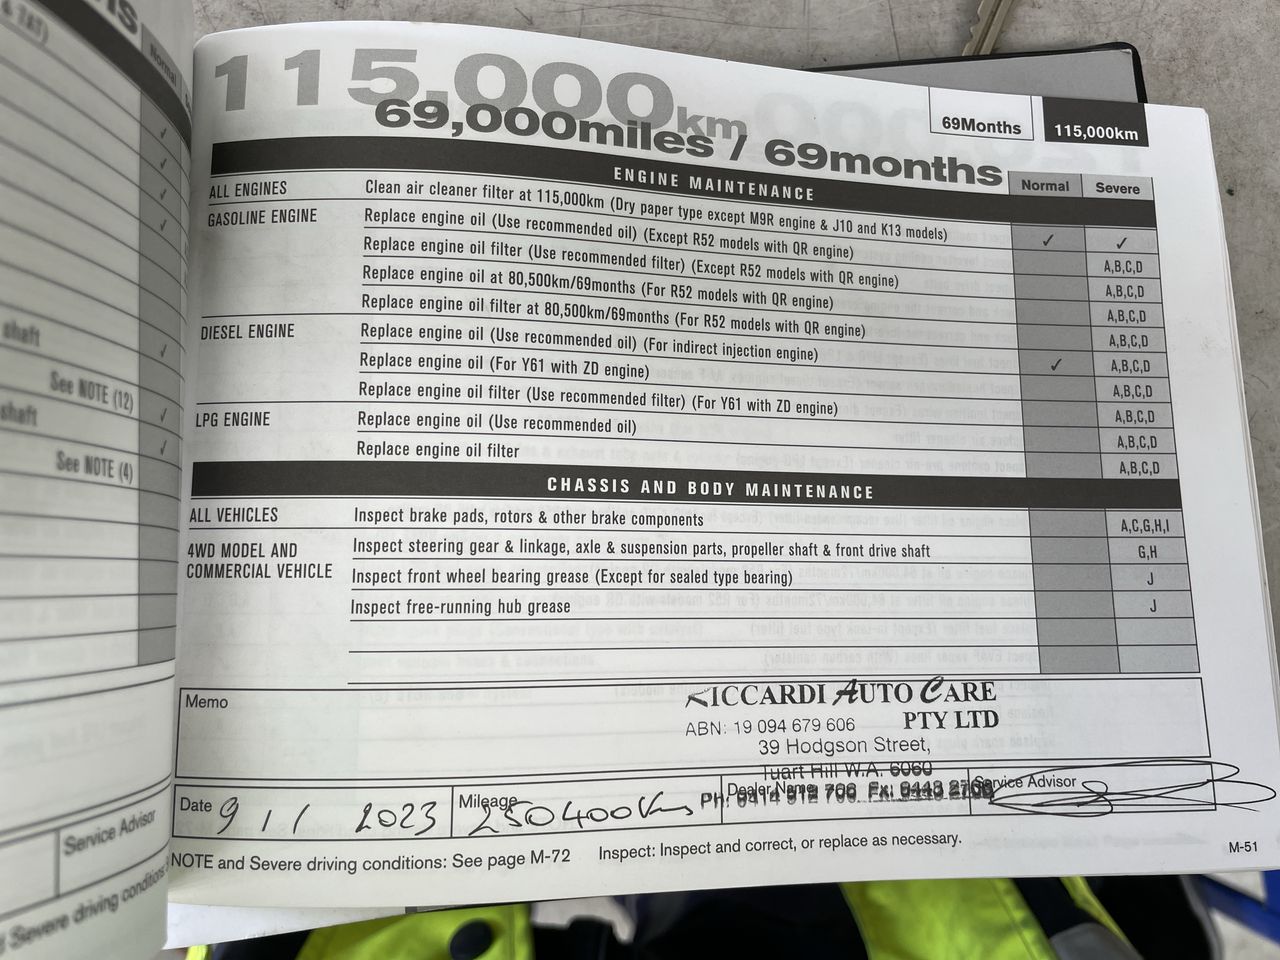 115,000km
69,000miles / 69months
69Months
115,000km
ENGINE MAINTENANCE
Normal
Severe
ALL ENGINES
Clean air cleaner filter at 115,000km (Dry paper type except M9R engine & J10 and K13 models)
✓ ✓
GASOLINE ENGINE
Replace engine oil (Use recommended oil) (Except R52 models with QR engine)
A,B,C,D
Replace engine oil filter (Use recommended filter) (Except R52 models with QR engine)
A,B,C,D
Replace engine oil at 80,500km/69months (For R52 models with QR engine)
A,B,C,D
Replace engine oil filter at 80,500km/69months (For R52 models with QR engine)
A,B,C,D
DIESEL ENGINE
Replace engine oil (Use recommended oil) (For indirect injection engine)
✓ A,B,C,D
Replace engine oil (For Y61 with ZD engine)
A,B,C,D
Replace engine oil filter (Use recommended filter) (For Y61 with ZD engine)
A,B,C,D
LPG ENGINE
Replace engine oil (Use recommended oil)
A,B,C,D
Replace engine oil filter
A,B,C,D
CHASSIS AND BODY MAINTENANCE
ALL VEHICLES
Inspect brake pads, rotors & other brake components
A,C,G,H,I
4WD MODEL AND
COMMERCIAL VEHICLE
Inspect steering gear & linkage, axle & suspension parts, propeller shaft & front drive shaft
G,H
Inspect front wheel bearing grease (Except for sealed type bearing)
J
Inspect free-running hub grease
J
Memo
RICCARDI AUTO CARE
PTY LTD
ABN: 19 094 679 606
39 Hodgson Street,
Tuart Hill W.A. 6060
Ph: 9414 912 706 Fx:
Date 9 / 1 / 2023
Mileage 250400Kms
Dealer Name
Service Advisor
NOTE and Severe driving conditions: See page M-72
Inspect: Inspect and correct, or replace as necessary.
M-51
& TAT)
Normal
shaft
See NOTE (12)
shaft
See NOTE (4)
Service Advisor
Severe driving conditions